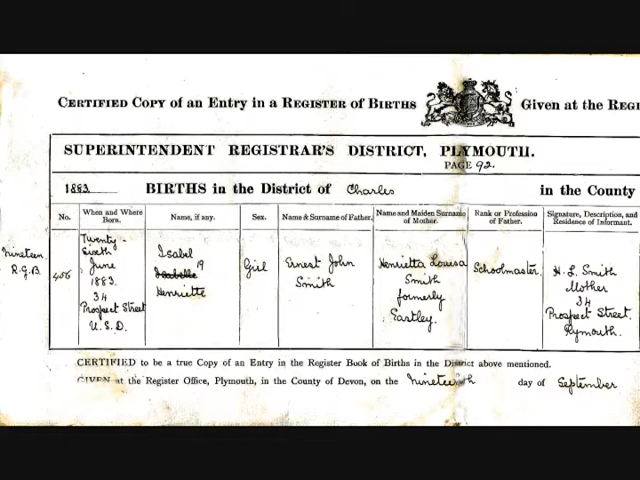 CERTIFIED COPY of an ENTRY in a REGISTER of BIRTHS Given at the REGI
SUPERINTENDENT REGISTRAR'S DISTRICT, PLYMOUTH.
PAGE 92.
1883 BIRTHS in the District of Charles in the County
No. When and Where Born. Name, if any. Sex. Name & Surname of Father. Name and Maiden Surname of Mother. Rank or Profession of Father. Signature, Description, and Residence of Informant.
Nineteen
R.G.B
456
Twenty-
Sixth
June
1883.
34
Prospect Street
U.S.D.
Isabel
Isabelle 19
Henriette
Girl
Ernest John
Smith
Henrietta Louisa
Smith
formerly
Eastley.
Schoolmaster
H. L. Smith
Mother
34
Prospect Street.
Plymouth.
CERTIFIED to be a true Copy of an Entry in the Register Book of Births in the District above mentioned.
GIVEN at the Register Office, Plymouth, in the County of Devon, on the Nineteenth day of September